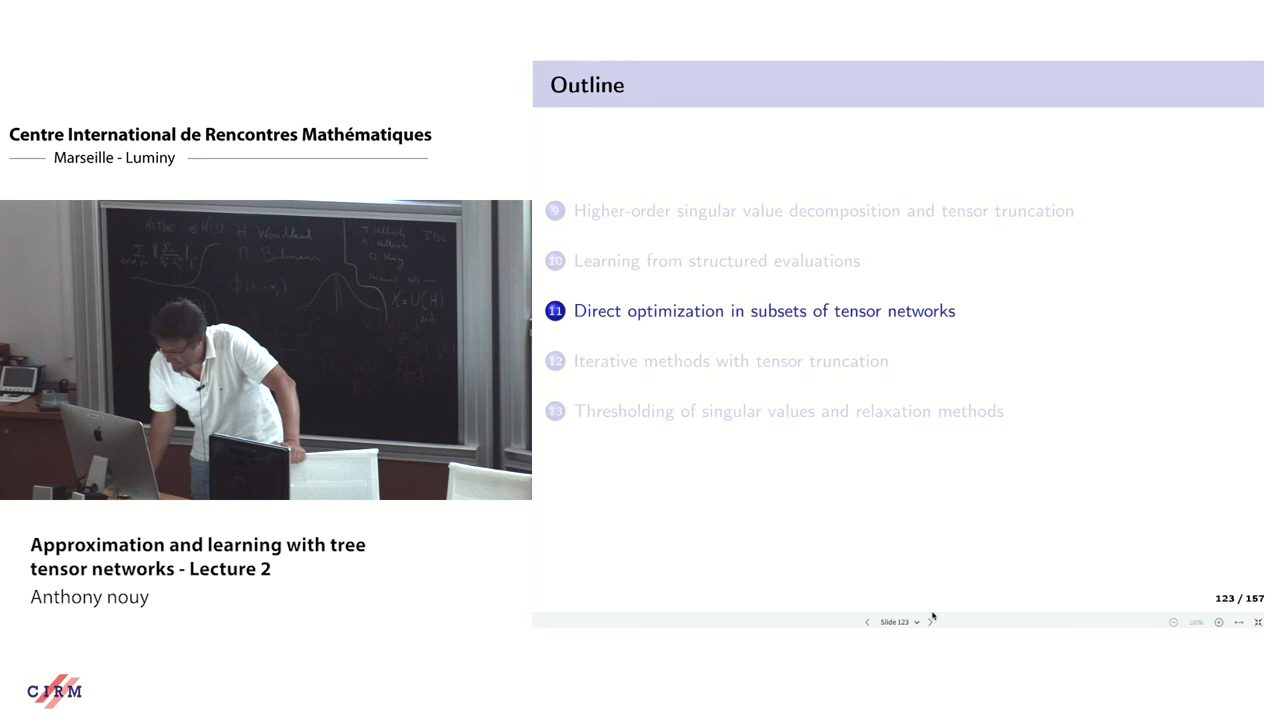 Centre International de Rencontres Mathématiques
Marseille - Luminy
H. Wendland
Φ(x - x
X = U(H)
Approximation and learning with tree
tensor networks - Lecture 2
Anthony nouy
CIRM
Outline
9 Higher-order singular value decomposition and tensor truncation
10 Learning from structured evaluations
11 Direct optimization in subsets of tensor networks
12 Iterative methods with tensor truncation
13 Thresholding of singular values and relaxation methods
123 / 157
Slide 123
100%